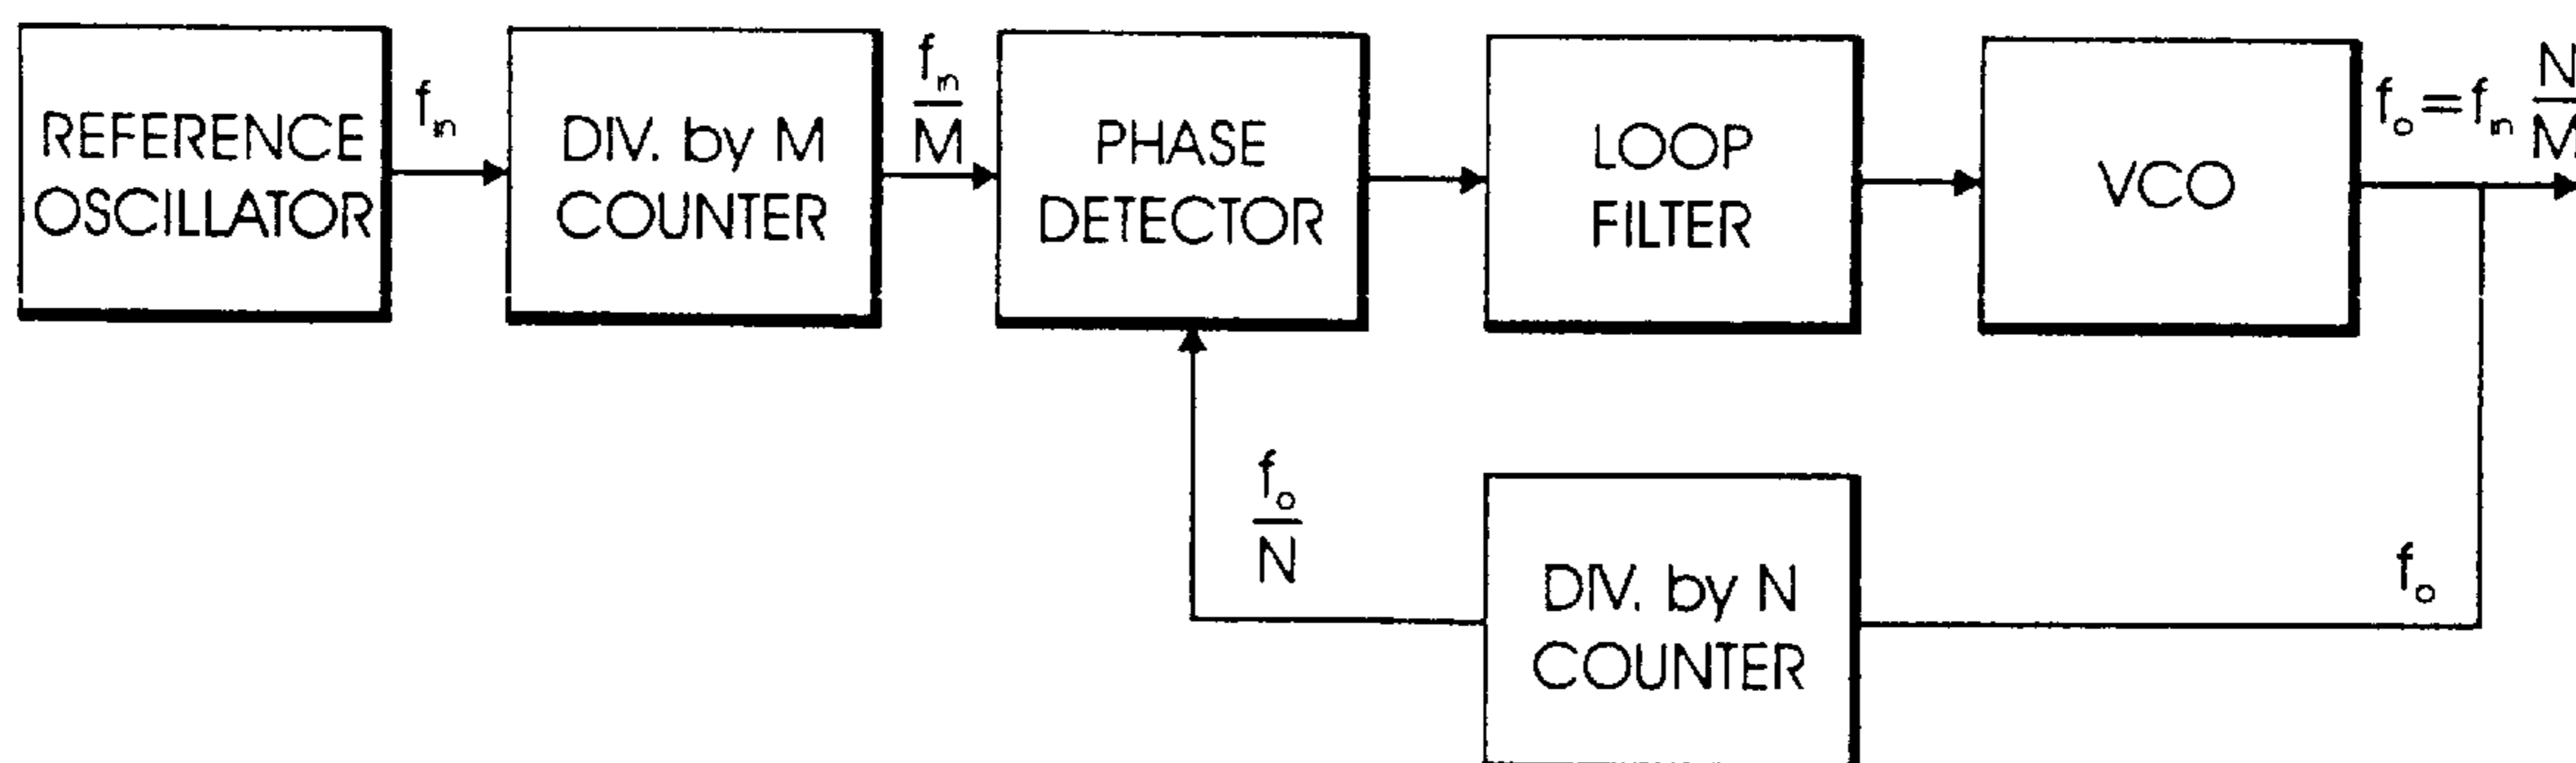 REFERENCE
OSCILLATOR
f_in
DIV. by M
COUNTER
f_in
M
PHASE
DETECTOR
LOOP
FILTER
VCO
f_o=f_in N
M
f_o
N
DIV. by N
COUNTER
f_o